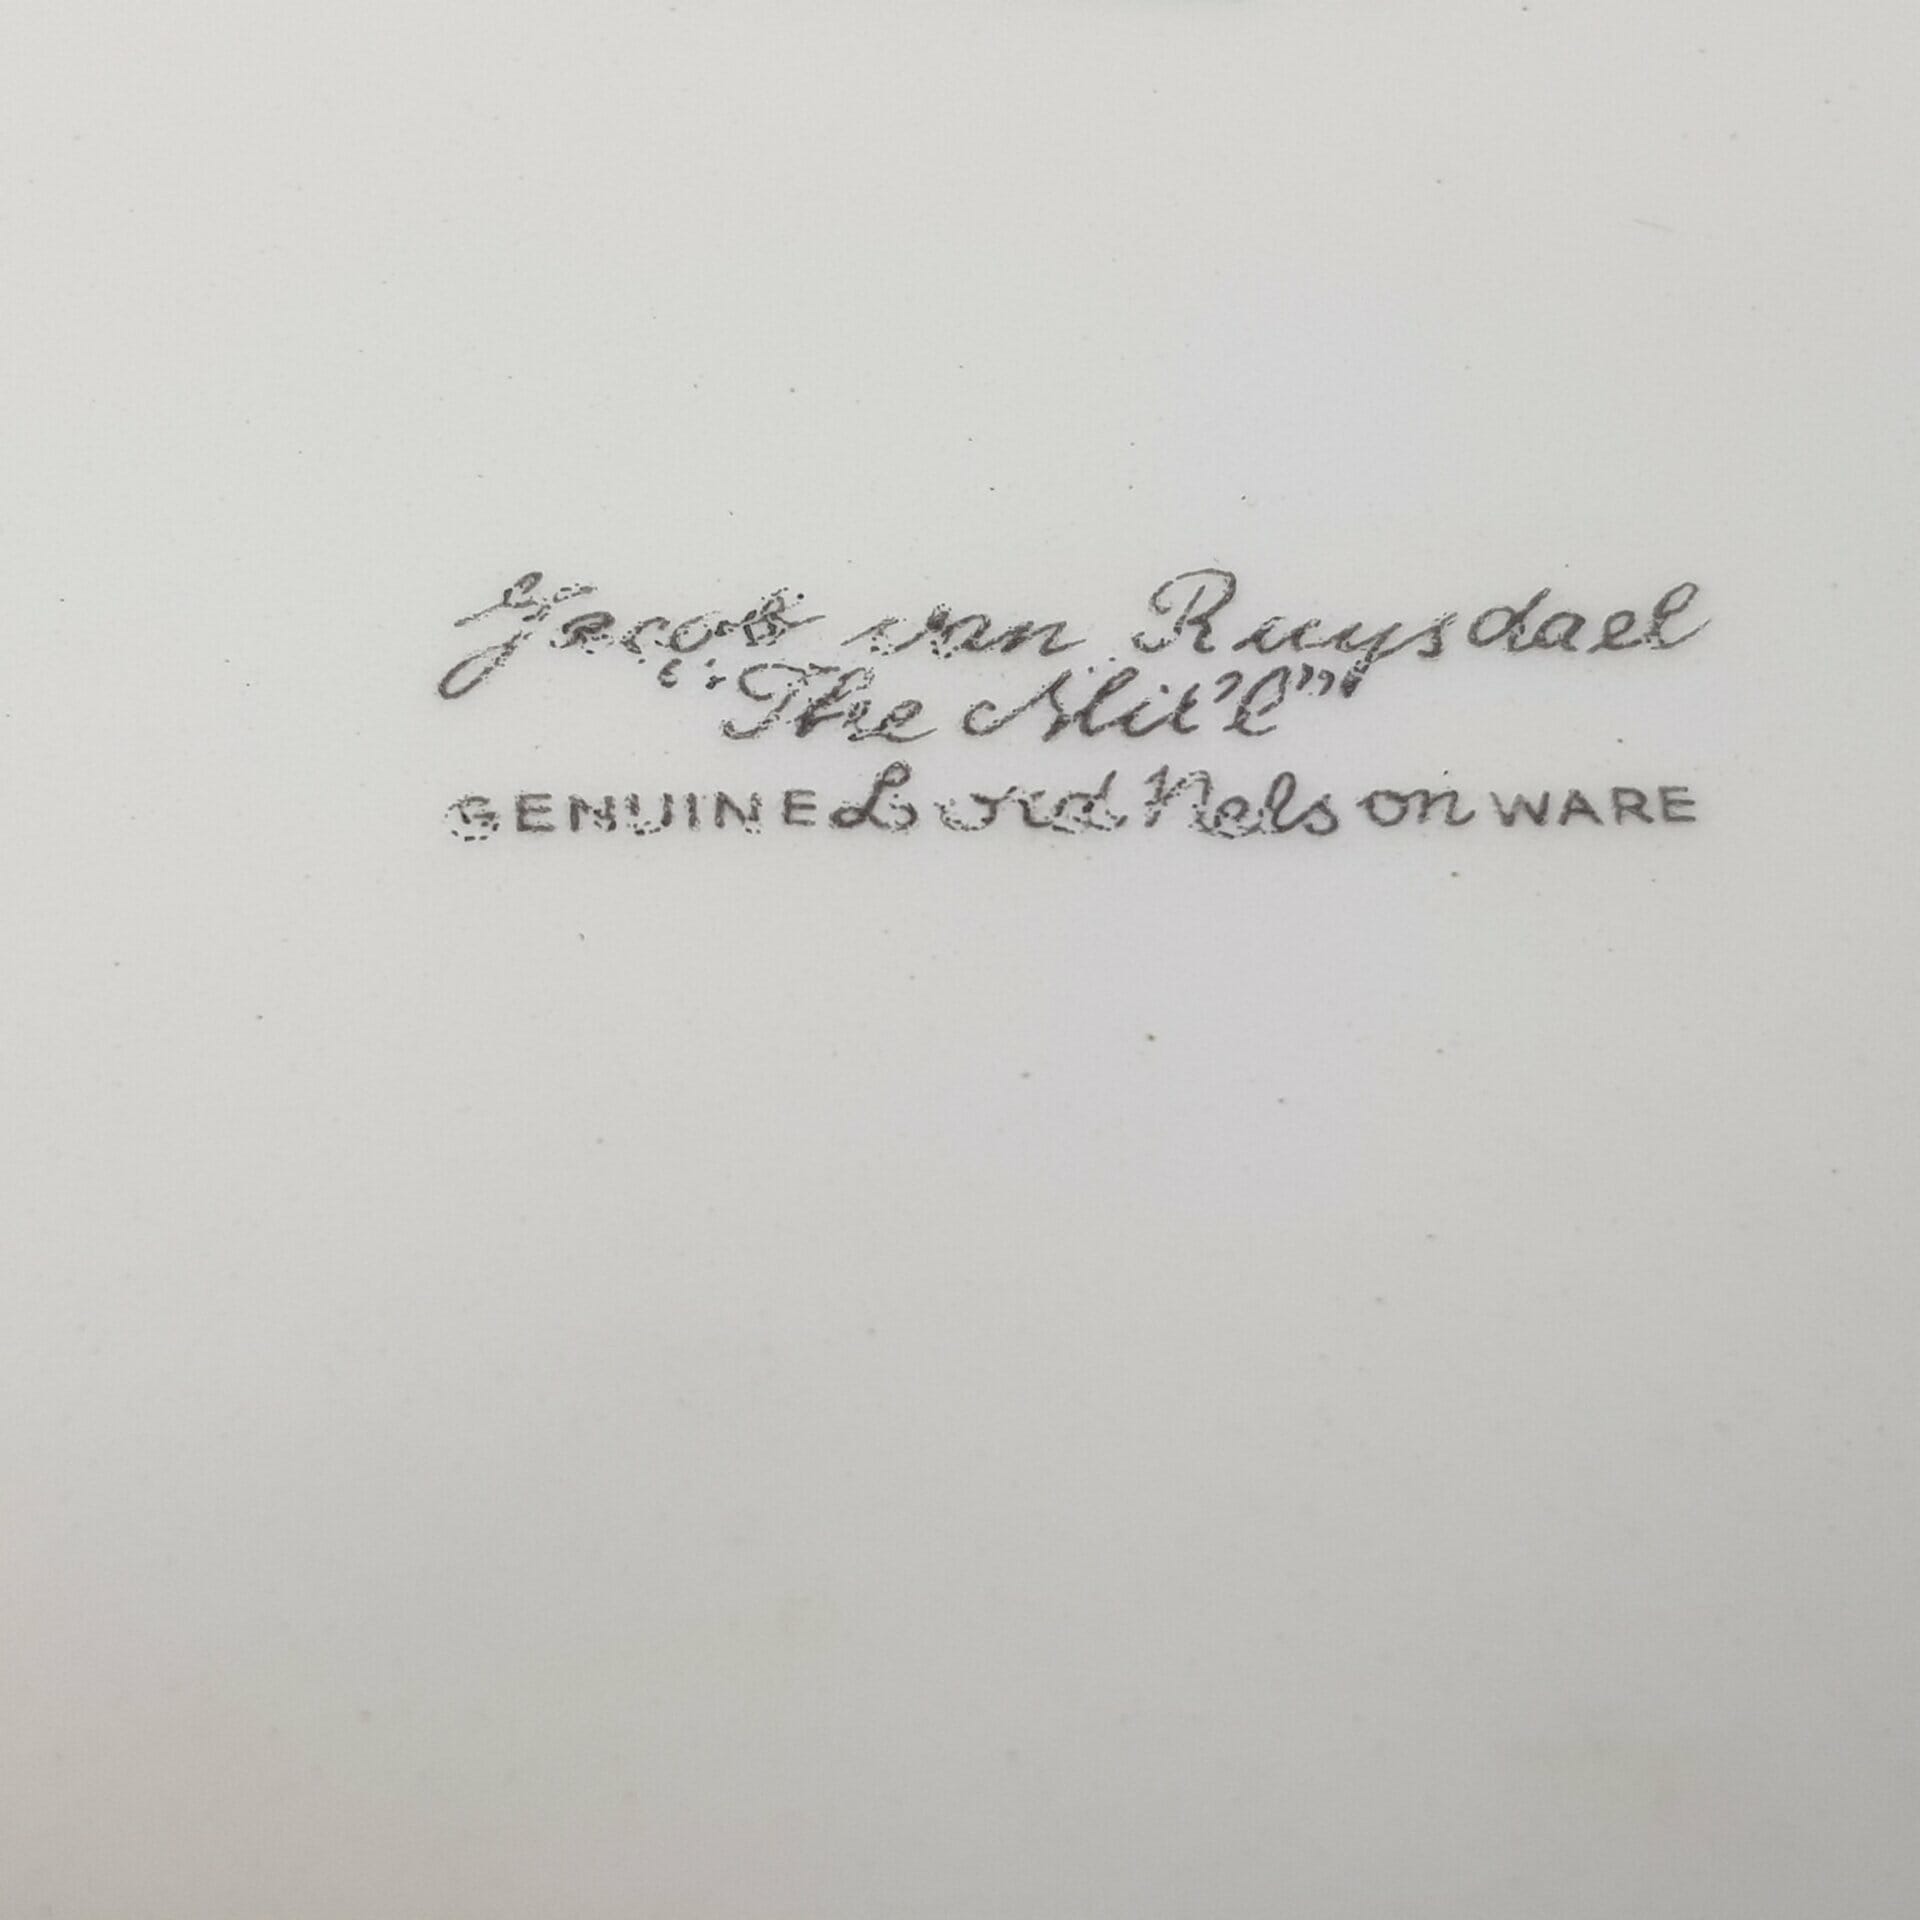 Jacob van Ruysdael
"The Mill"
GENUINE Lord Nelson WARE